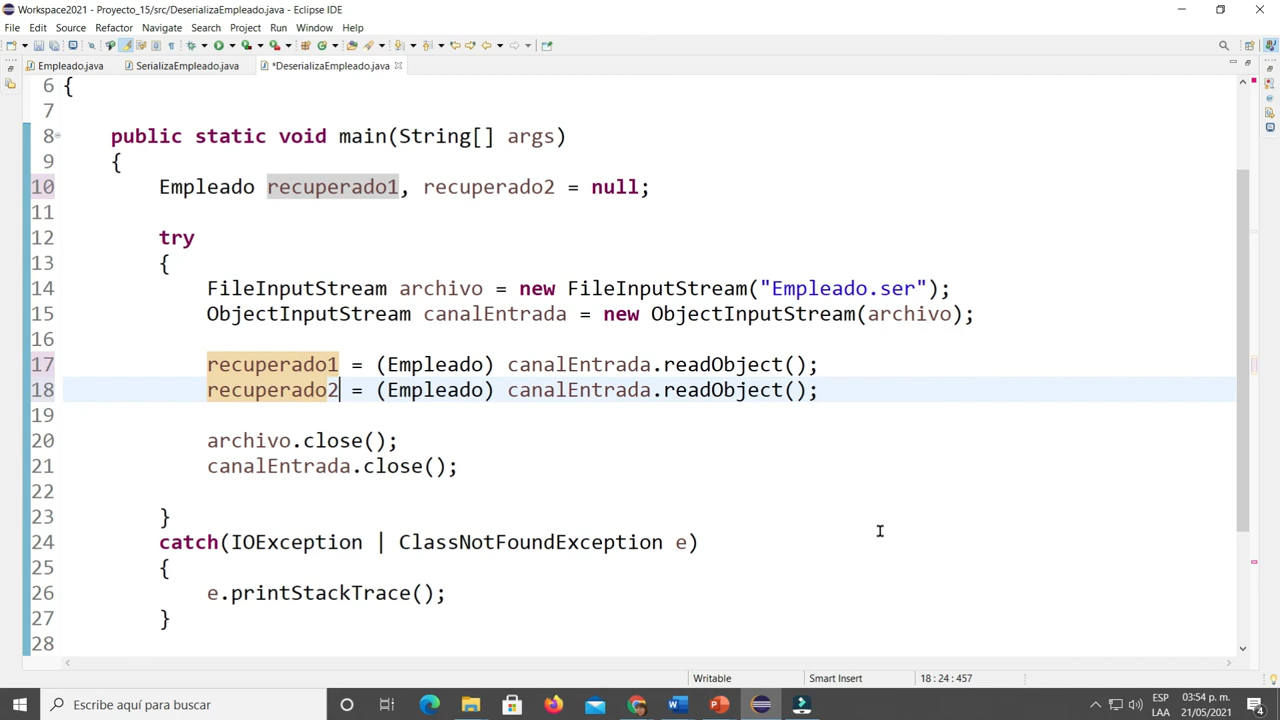 Workspace2021 - Proyecto_15/src/DeserializaEmpleado.java - Eclipse IDE
File Edit Source Refactor Navigate Search Project Run Window Help
Empleado.java SerializaEmpleado.java *DeserializaEmpleado.java
6 {
7
8 public static void main(String[] args)
9 {
10 Empleado recuperado1, recuperado2 = null;
11
12 try
13 {
14 FileInputStream archivo = new FileInputStream("Empleado.ser");
15 ObjectInputStream canalEntrada = new ObjectInputStream(archivo);
16
17 recuperado1 = (Empleado) canalEntrada.readObject();
18 recuperado2 = (Empleado) canalEntrada.readObject();
19
20 archivo.close();
21 canalEntrada.close();
22
23 }
24 catch(IOException | ClassNotFoundException e)
25 {
26 e.printStackTrace();
27 }
28
Writable Smart Insert 18 : 24 : 457
Escribe aquí para buscar
ESP 03:54 p. m.
LAA 21/05/2021
4